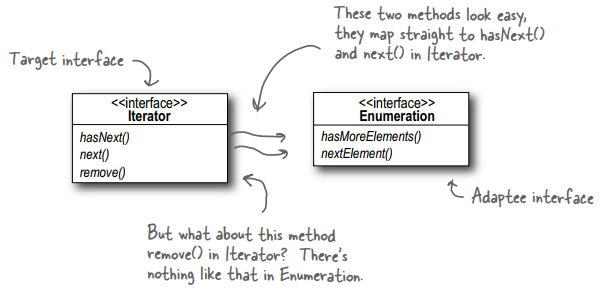 These two methods look easy,
they map straight to hasNext()
and next() in Iterator.
Target interface
<<interface>>
Iterator
hasNext()
next()
remove()
<<interface>>
Enumeration
hasMoreElements()
nextElement()
Adaptee interface
But what about this method
remove() in Iterator? There's
nothing like that in Enumeration.